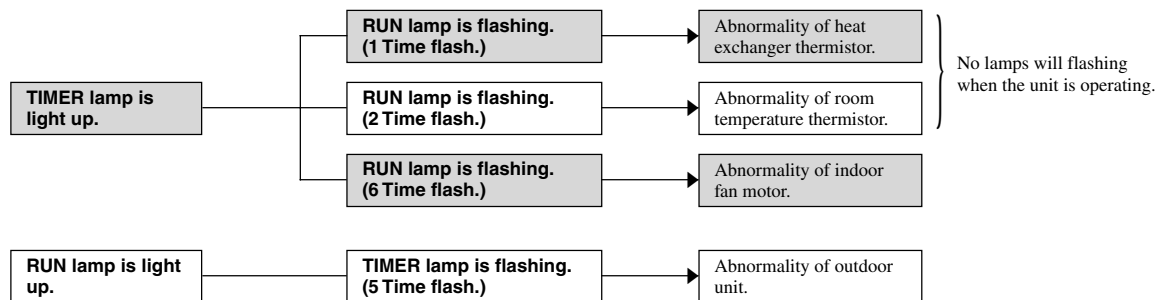 TIMER lamp is
light up.
RUN lamp is flashing.
(1 Time flash.)
Abnormality of heat
exchanger thermistor.
RUN lamp is flashing.
(2 Time flash.)
Abnormality of room
temperature thermistor.
No lamps will flashing
when the unit is operating.
RUN lamp is flashing.
(6 Time flash.)
Abnormality of indoor
fan motor.
RUN lamp is light
up.
TIMER lamp is flashing.
(5 Time flash.)
Abnormality of outdoor
unit.